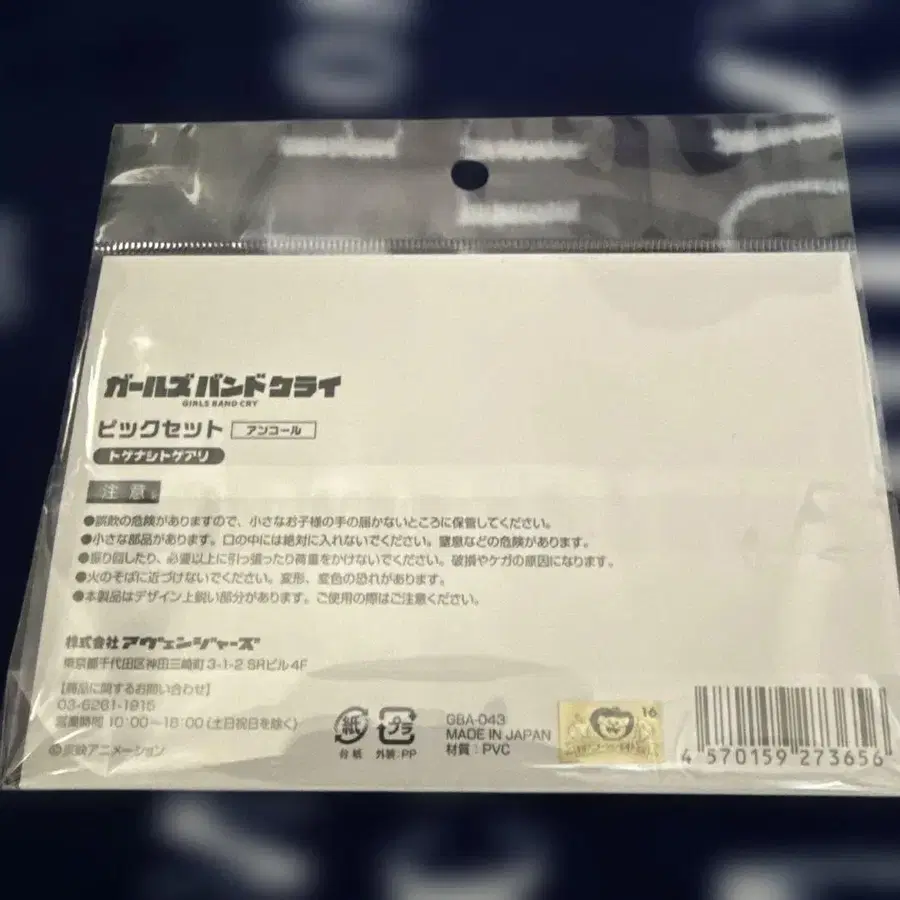 ガールズバンドクライ
GIRLS BAND CRY
ピックセット アンコール
トゲナシトゲアリ
注意
●誤飲の危険がありますので、小さなお子様の手の届かないところに保管してください。
●小さな部品があります。口の中には絶対に入れないでください。窒息などの危険があります。
●振り回したり、必要以上に引っ張ったり荷重をかけないでください。破損やケガの原因になります。
●火のそばに近づけないでください。変形、変色の恐れがあります。
●本製品はデザイン上鋭い部分があります。ご使用の際はご注意ください。
株式会社アヴェンジャーズ
東京都千代田区神田三崎町3-1-2 SRビル4F
【商品に関するお問い合わせ】
03-6261-1915
営業時間 10:00~18:00(土日祝日を除く)
©東映アニメーション
紙
台紙
プラ
外装:PP
GBA-043
MADE IN JAPAN
材質:PVC
16
4 570159 273656